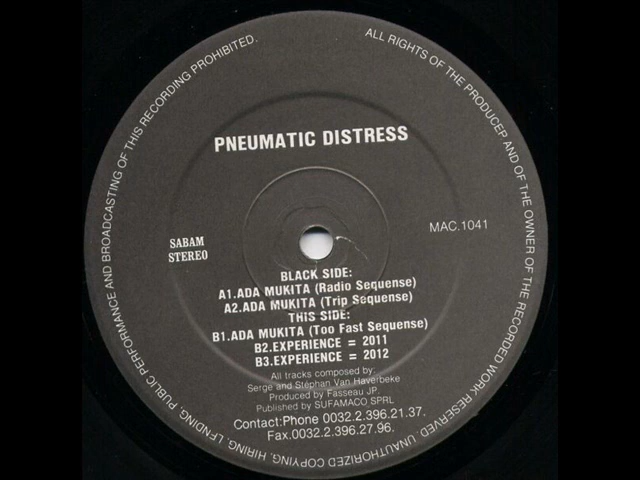 PNEUMATIC DISTRESS
MAC.1041
SABAM
STEREO
BLACK SIDE:
A1.ADA MUKITA (Radio Sequense)
A2.ADA MUKITA (Trip Sequense)
THIS SIDE:
B1.ADA MUKITA (Too Fast Sequense)
B2.EXPERIENCE = 2011
B3.EXPERIENCE = 2012
All tracks composed by:
Serge and Stéphan Van Haverbeke
Produced by Fasseau JP.
Published by SUFAMACO SPRL
Contact:Phone 0032.2.396.21.37.
Fax.0032.2.396.27.96.
ALL RIGHTS OF THE PRODUCER AND OF THE OWNER OF THE RECORDED WORK RESERVED. UNAUTHORIZED COPYING, HIRING, LENDING, PUBLIC PERFORMANCE AND BROADCASTING OF THIS RECORDING PROHIBITED.